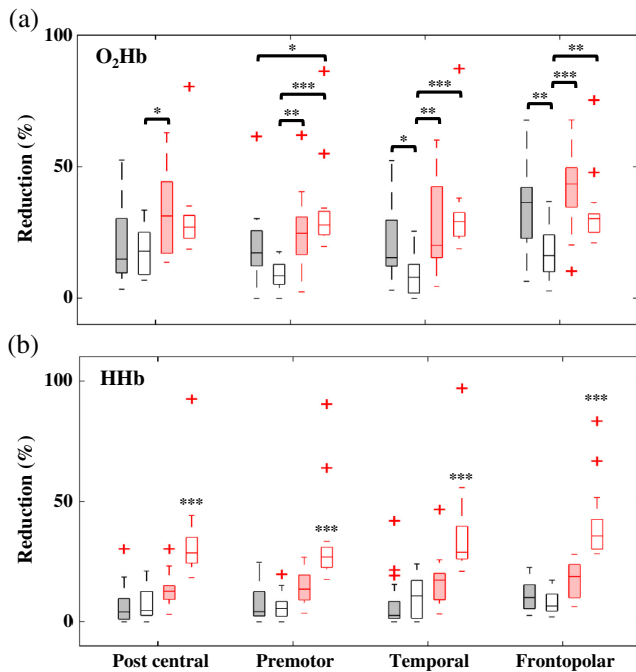 (a)
O₂Hb
Reduction (%)
100
50
0
*
*
***
**
*
**
***
**
***
**
(b)
HHb
Reduction (%)
100
50
0
***
***
***
***
Post central Premotor Temporal Frontopolar